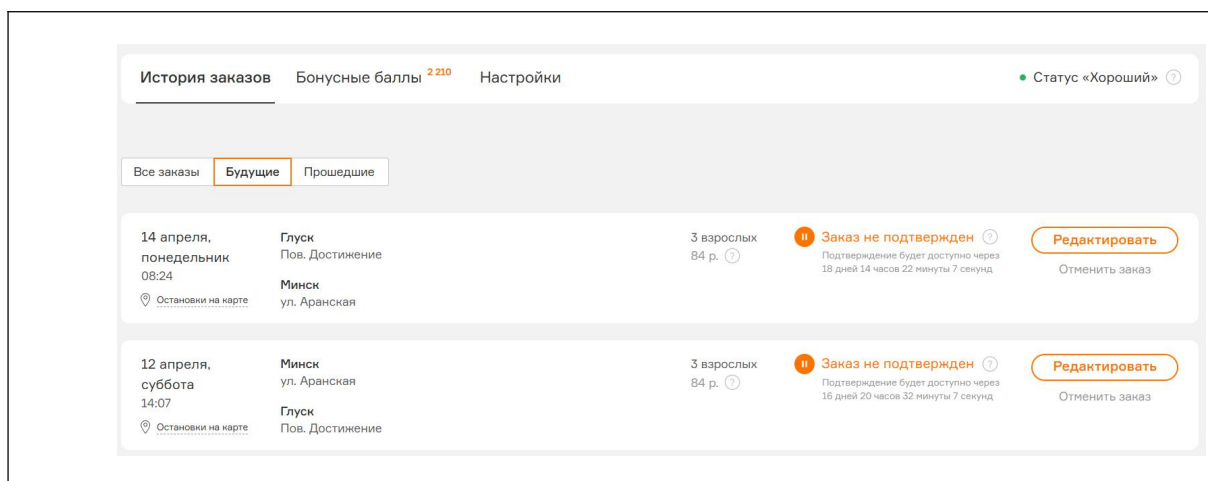 История заказов Бонусные баллы 2 210 Настройки Статус «Хороший» ?
Все заказы Будущие Прошедшие
14 апреля,
понедельник
08:24
Остановки на карте
Глуск
Пов. Достижение
Минск
ул. Аранская
3 взрослых
84 р. ?
Заказ не подтвержден ?
Подтверждение будет доступно через
18 дней 14 часов 22 минуты 7 секунд
Редактировать
Отменить заказ
12 апреля,
суббота
14:07
Остановки на карте
Минск
ул. Аранская
Глуск
Пов. Достижение
3 взрослых
84 р. ?
Заказ не подтвержден ?
Подтверждение будет доступно через
16 дней 20 часов 32 минуты 7 секунд
Редактировать
Отменить заказ